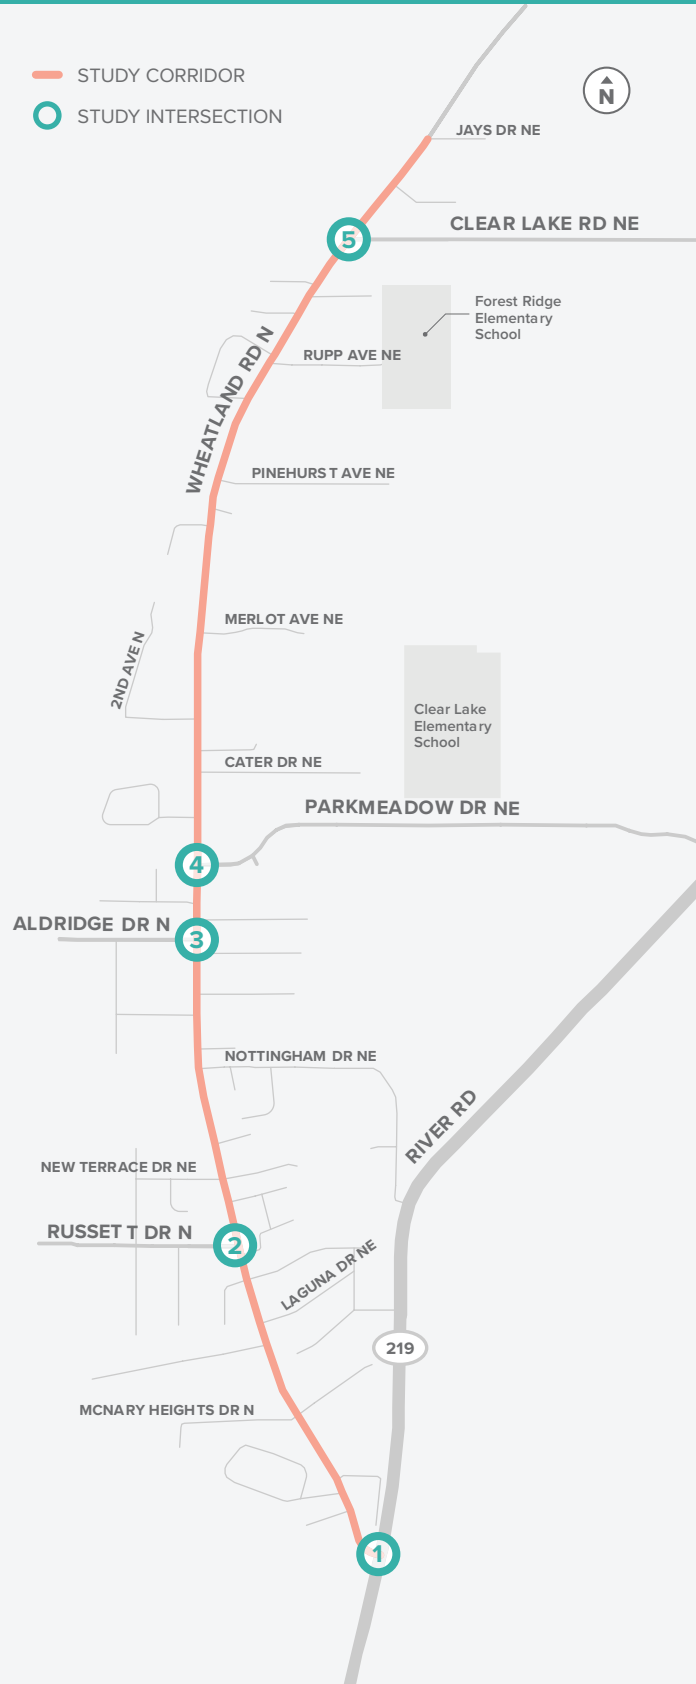 STUDY CORRIDOR
STUDY INTERSECTION
N
JAYS DR NE
CLEAR LAKE RD NE
5
Forest Ridge
Elementary
School
WHEATLAND RD N
RUPP AVE NE
PINEHURST AVE NE
MERLOT AVE NE
2ND AVE N
Clear Lake
Elementary
School
CATER DR NE
PARKMEADOW DR NE
4
ALDRIDGE DR N
3
NOTTINGHAM DR NE
RIVER RD
NEW TERRACE DR NE
RUSSETT DR N
2
LAGUNA DR NE
219
MCNARY HEIGHTS DR N
1